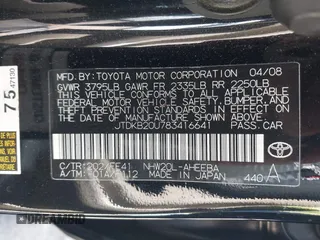 75
47130
MFD. BY: TOYOTA MOTOR CORPORATION 04/08
GVWR 3795LB GAWR FR 2335LB RR 2250LB
THIS VEHICLE CONFORMS TO ALL APPLICABLE
FEDERAL MOTOR VEHICLE SAFETY, BUMPER, AND
THEFT PREVENTION STANDARDS IN EFFECT ON
THE DATE OF MANUFACTURE SHOWN ABOVE.
JTDKB20U783416641 PASS.CAR
C/TR: 202/FE41 NHW20L-AHEEBA
A/TM: MADE IN JAPAN 440 A
TOYOTA